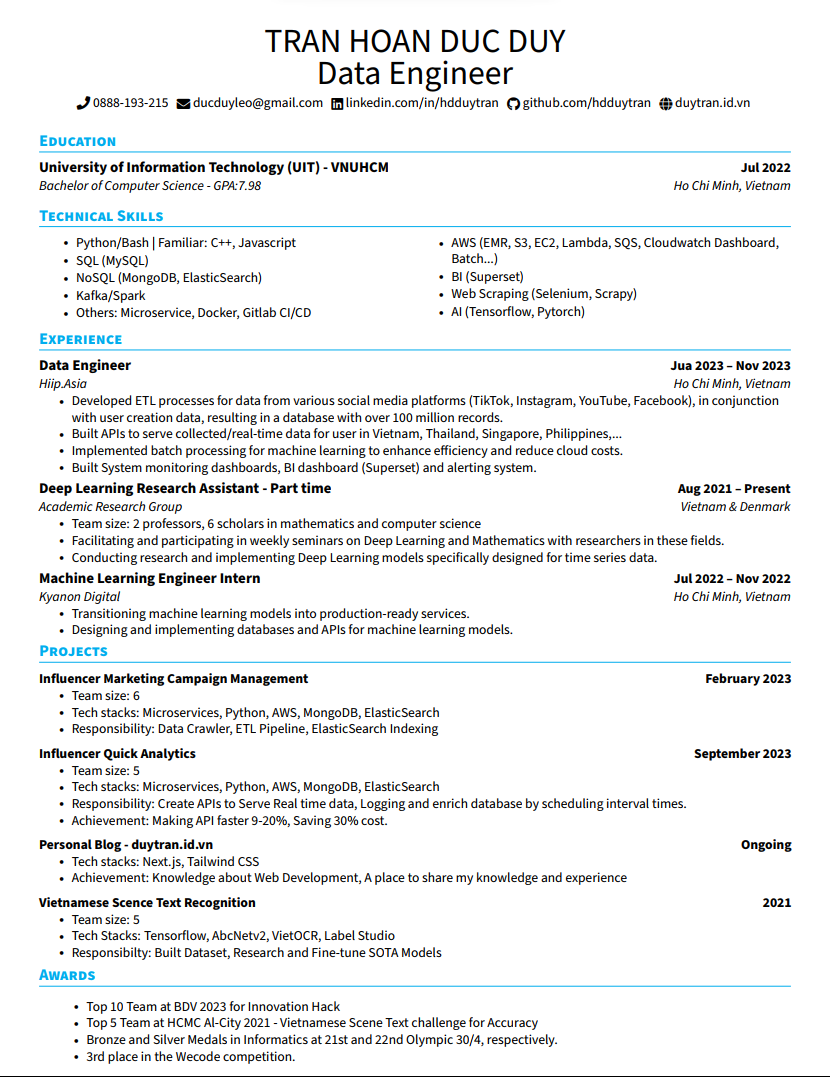 TRAN HOAN DUC DUY
Data Engineer
0888-193-215 ducduyleo@gmail.com linkedin.com/in/hdduytran github.com/hdduytran duytran.id.vn
EDUCATION
University of Information Technology (UIT) - VNUHCM Jul 2022
Bachelor of Computer Science - GPA:7.98 Ho Chi Minh, Vietnam
TECHNICAL SKILLS
• Python/Bash | Familiar: C++, Javascript
• SQL (MySQL)
• NoSQL (MongoDB, ElasticSearch)
• Kafka/Spark
• Others: Microservice, Docker, Gitlab CI/CD
• AWS (EMR, S3, EC2, Lambda, SQS, Cloudwatch Dashboard,
Batch...)
• BI (Superset)
• Web Scraping (Selenium, Scrapy)
• AI (Tensorflow, Pytorch)
EXPERIENCE
Data Engineer Jua 2023 – Nov 2023
Hiip.Asia Ho Chi Minh, Vietnam
• Developed ETL processes for data from various social media platforms (TikTok, Instagram, YouTube, Facebook), in conjunction
with user creation data, resulting in a database with over 100 million records.
• Built APIs to serve collected/real-time data for user in Vietnam, Thailand, Singapore, Philippines,...
• Implemented batch processing for machine learning to enhance efficiency and reduce cloud costs.
• Built System monitoring dashboards, BI dashboard (Superset) and alerting system.
Deep Learning Research Assistant - Part time Aug 2021 – Present
Academic Research Group Vietnam & Denmark
• Team size: 2 professors, 6 scholars in mathematics and computer science
• Facilitating and participating in weekly seminars on Deep Learning and Mathematics with researchers in these fields.
• Conducting research and implementing Deep Learning models specifically designed for time series data.
Machine Learning Engineer Intern Jul 2022 – Nov 2022
Kyanon Digital Ho Chi Minh, Vietnam
• Transitioning machine learning models into production-ready services.
• Designing and implementing databases and APIs for machine learning models.
PROJECTS
Influencer Marketing Campaign Management February 2023
• Team size: 6
• Tech stacks: Microservices, Python, AWS, MongoDB, ElasticSearch
• Responsibility: Data Crawler, ETL Pipeline, ElasticSearch Indexing
Influencer Quick Analytics September 2023
• Team size: 5
• Tech stacks: Microservices, Python, AWS, MongoDB, ElasticSearch
• Responsibility: Create APIs to Serve Real time data, Logging and enrich database by scheduling interval times.
• Achievement: Making API faster 9-20%, Saving 30% cost.
Personal Blog - duytran.id.vn Ongoing
• Tech stacks: Next.js, Tailwind CSS
• Achievement: Knowledge about Web Development, A place to share my knowledge and experience
Vietnamese Scence Text Recognition 2021
• Team size: 5
• Tech Stacks: Tensorflow, AbcNetv2, VietOCR, Label Studio
• Responsibilty: Built Dataset, Research and Fine-tune SOTA Models
AWARDS
• Top 10 Team at BDV 2023 for Innovation Hack
• Top 5 Team at HCMC AI-City 2021 - Vietnamese Scene Text challenge for Accuracy
• Bronze and Silver Medals in Informatics at 21st and 22nd Olympic 30/4, respectively.
• 3rd place in the Wecode competition.